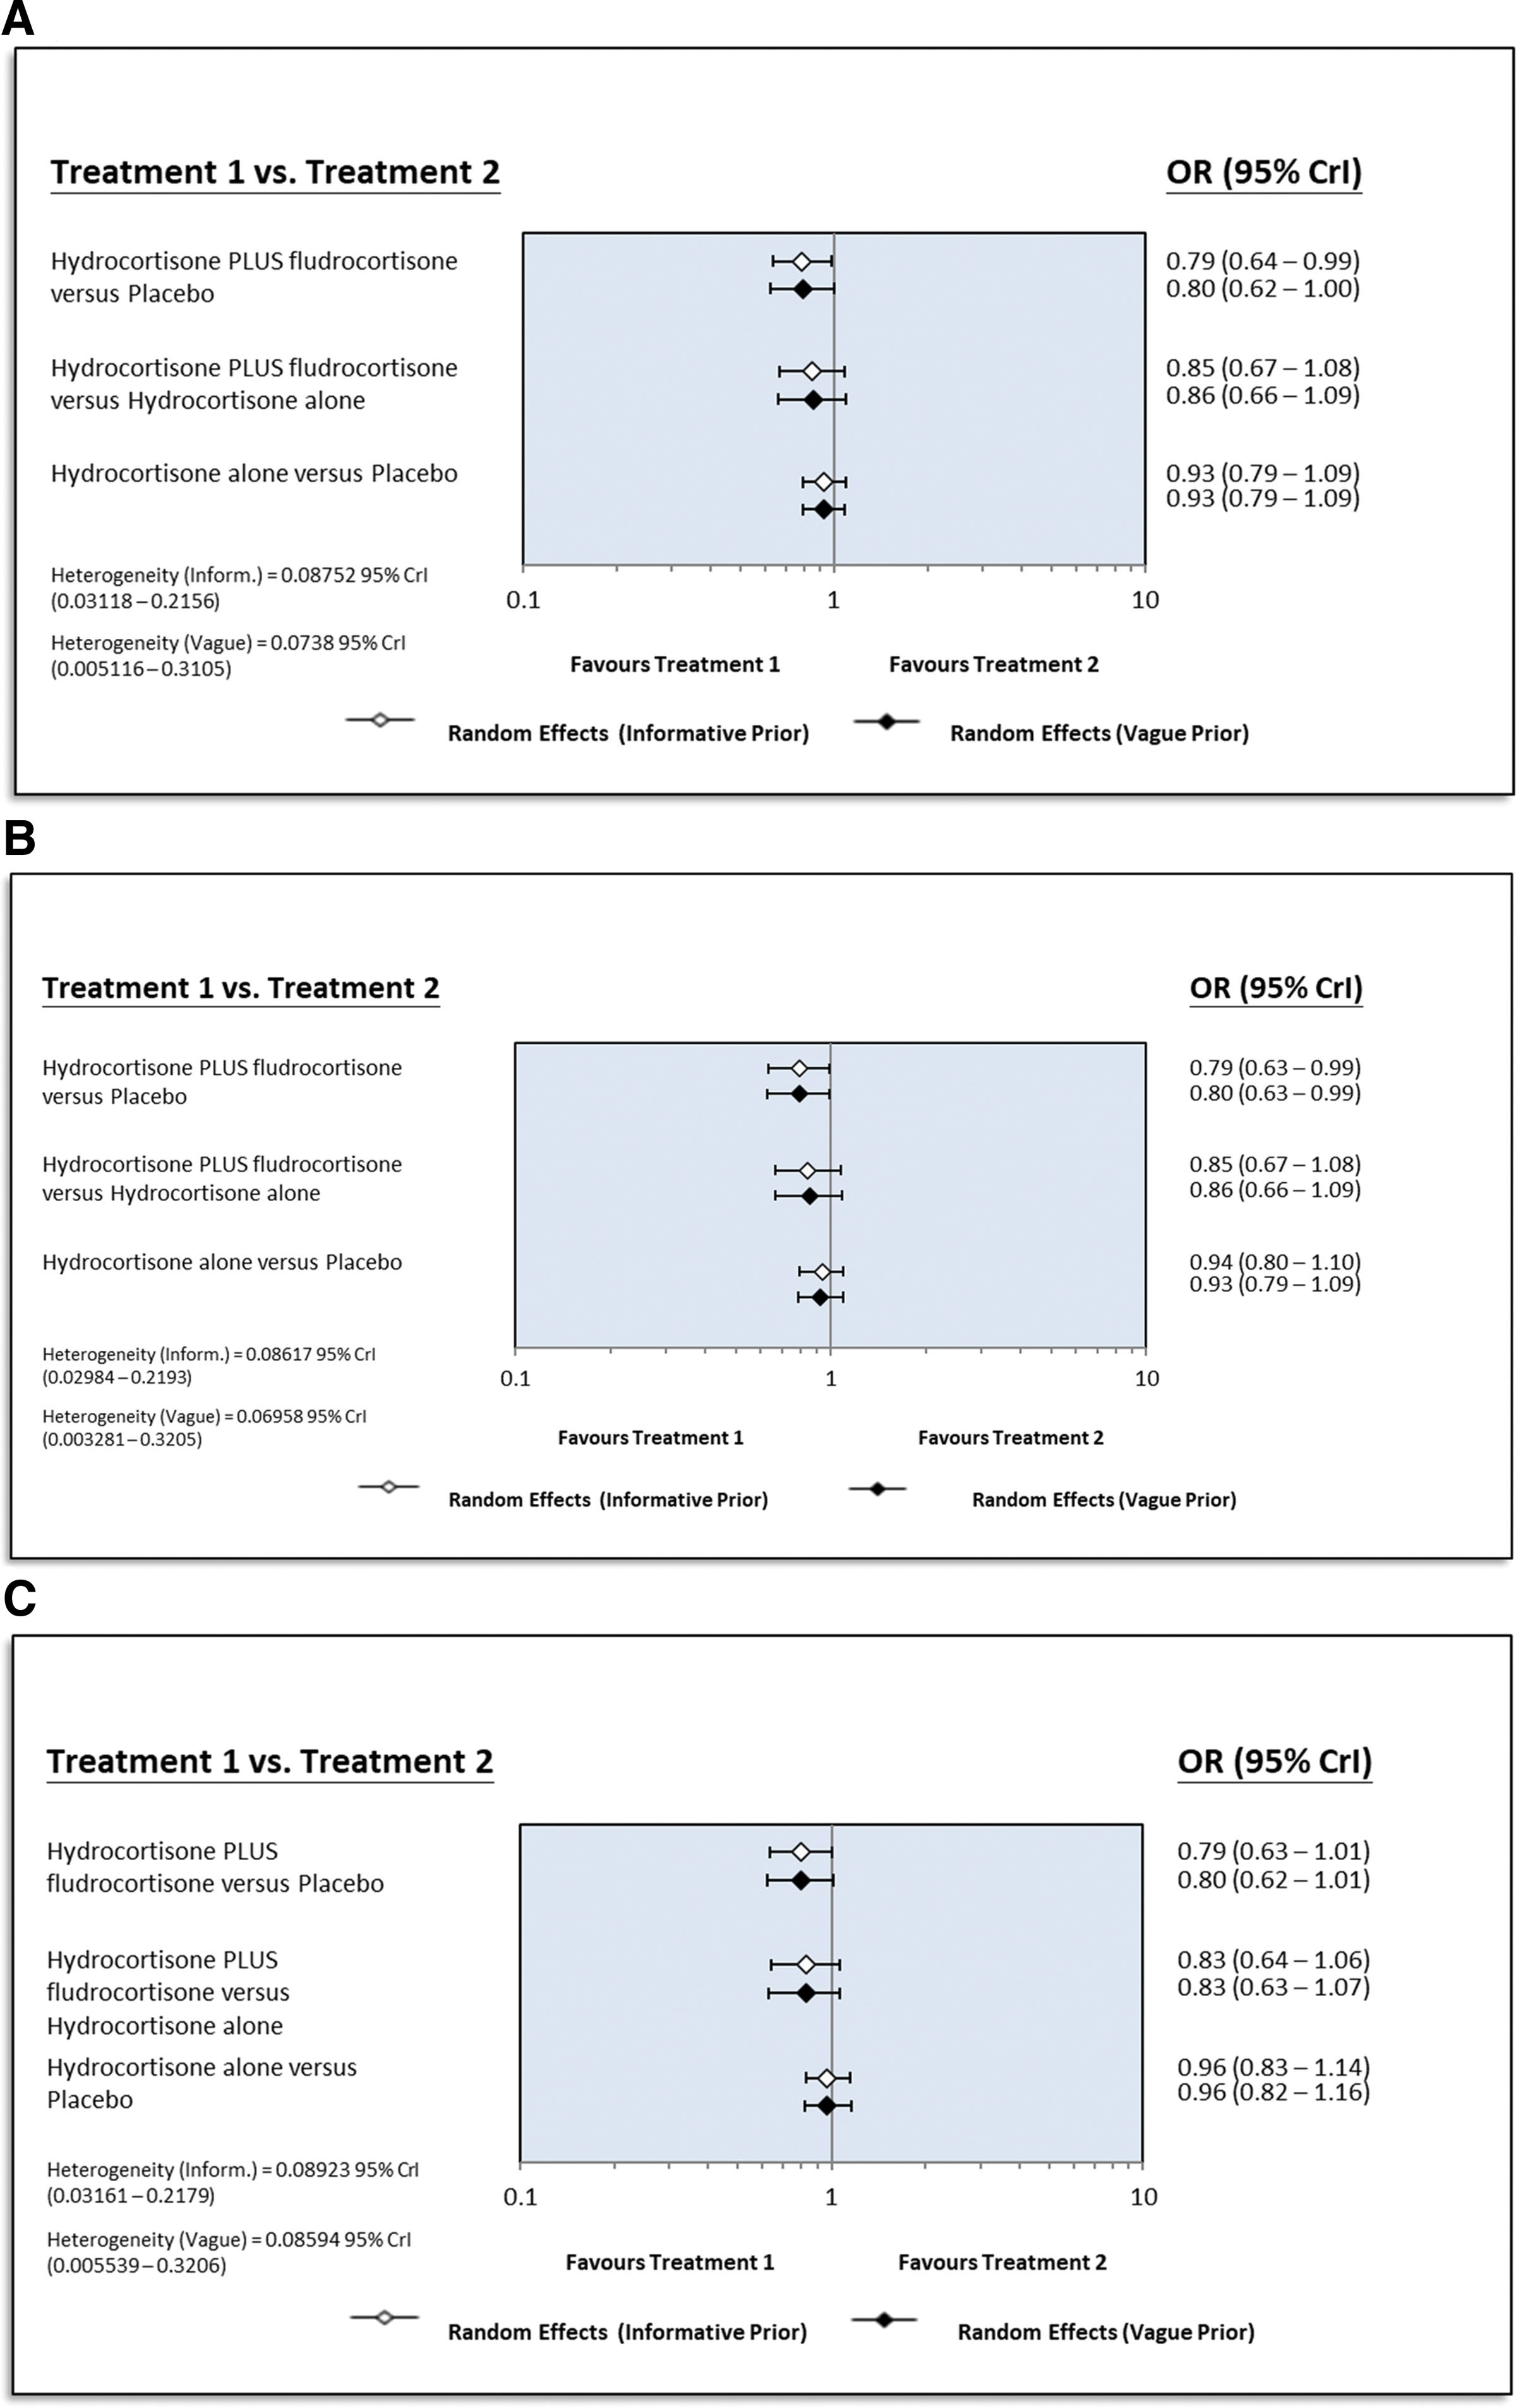 A
Treatment 1 vs. Treatment 2
OR (95% CrI)
Hydrocortisone PLUS fludrocortisone
versus Placebo
0.79 (0.64 – 0.99)
0.80 (0.62 – 1.00)
Hydrocortisone PLUS fludrocortisone
versus Hydrocortisone alone
0.85 (0.67 – 1.08)
0.86 (0.66 – 1.09)
Hydrocortisone alone versus Placebo
0.93 (0.79 – 1.09)
0.93 (0.79 – 1.09)
Heterogeneity (Inform.) = 0.08752 95% CrI
(0.03118 – 0.2156)
Heterogeneity (Vague) = 0.0738 95% CrI
(0.005116 – 0.3105)
0.1 1 10
Favours Treatment 1 Favours Treatment 2
Random Effects (Informative Prior) Random Effects (Vague Prior)
B
Treatment 1 vs. Treatment 2
OR (95% CrI)
Hydrocortisone PLUS fludrocortisone
versus Placebo
0.79 (0.63 – 0.99)
0.80 (0.63 – 0.99)
Hydrocortisone PLUS fludrocortisone
versus Hydrocortisone alone
0.85 (0.67 – 1.08)
0.86 (0.66 – 1.09)
Hydrocortisone alone versus Placebo
0.94 (0.80 – 1.10)
0.93 (0.79 – 1.09)
Heterogeneity (Inform.) = 0.08617 95% CrI
(0.02984 – 0.2193)
Heterogeneity (Vague) = 0.06958 95% CrI
(0.003281 – 0.3205)
0.1 1 10
Favours Treatment 1 Favours Treatment 2
Random Effects (Informative Prior) Random Effects (Vague Prior)
C
Treatment 1 vs. Treatment 2
OR (95% CrI)
Hydrocortisone PLUS
fludrocortisone versus Placebo
0.79 (0.63 – 1.01)
0.80 (0.62 – 1.01)
Hydrocortisone PLUS
fludrocortisone versus
Hydrocortisone alone
0.83 (0.64 – 1.06)
0.83 (0.63 – 1.07)
Hydrocortisone alone versus
Placebo
0.96 (0.83 – 1.14)
0.96 (0.82 – 1.16)
Heterogeneity (Inform.) = 0.08923 95% CrI
(0.03161 – 0.2179)
Heterogeneity (Vague) = 0.08594 95% CrI
(0.005539 – 0.3206)
0.1 1 10
Favours Treatment 1 Favours Treatment 2
Random Effects (Informative Prior) Random Effects (Vague Prior)